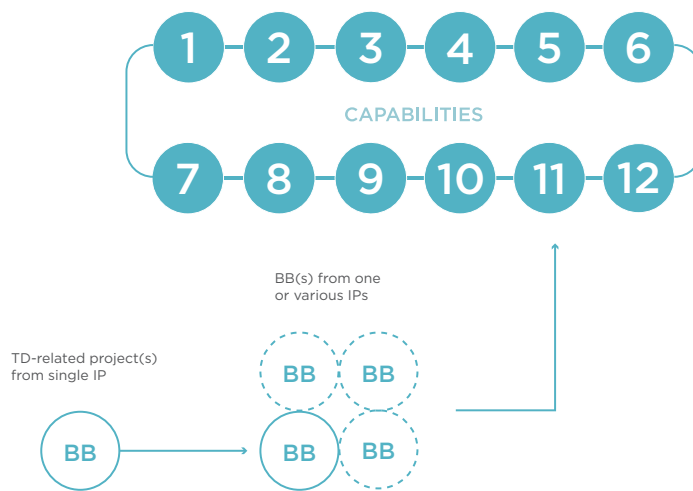 1 2 3 4 5 6
CAPABILITIES
7 8 9 10 11 12
BB(s) from one
or various IPs
TD-related project(s)
from single IP
BB BB
BB BB BB